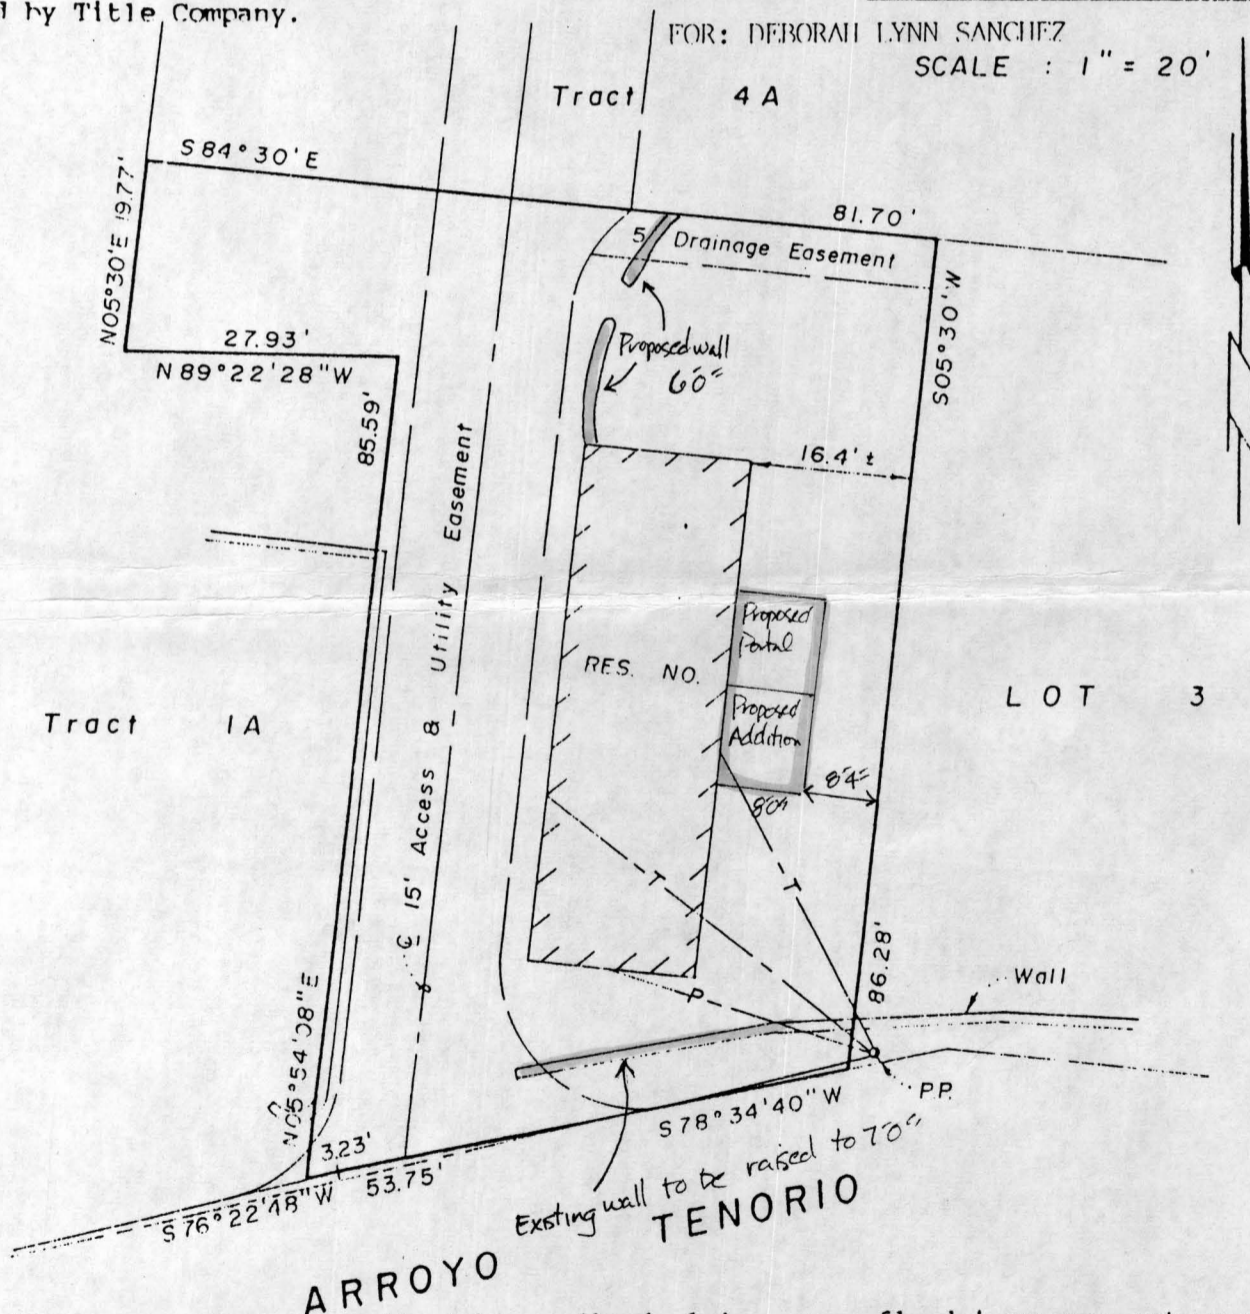 by Title Company.
FOR: DEBORAH LYNN SANCHEZ
SCALE : 1" = 20'
Tract 4A
S 84°30' E
81.70'
N05°30'E 19.77'
5' Drainage Easement
S05°30'W
27.93'
N 89°22'28" W
Proposed wall
6'0"
85.59'
16.4' ±
15' Access & Utility Easement
RES. NO.
Proposed
Portal
Proposed
Addition
LOT 3
Tract 1A
8'4"
8'0"
T
T
P
86.28'
Wall
N05°54'08"E
P.P.
S 78°34'40" W
3.23'
53.75'
S 76°22'48" W
Existing wall to be raised to 7'0"
ARROYO TENORIO